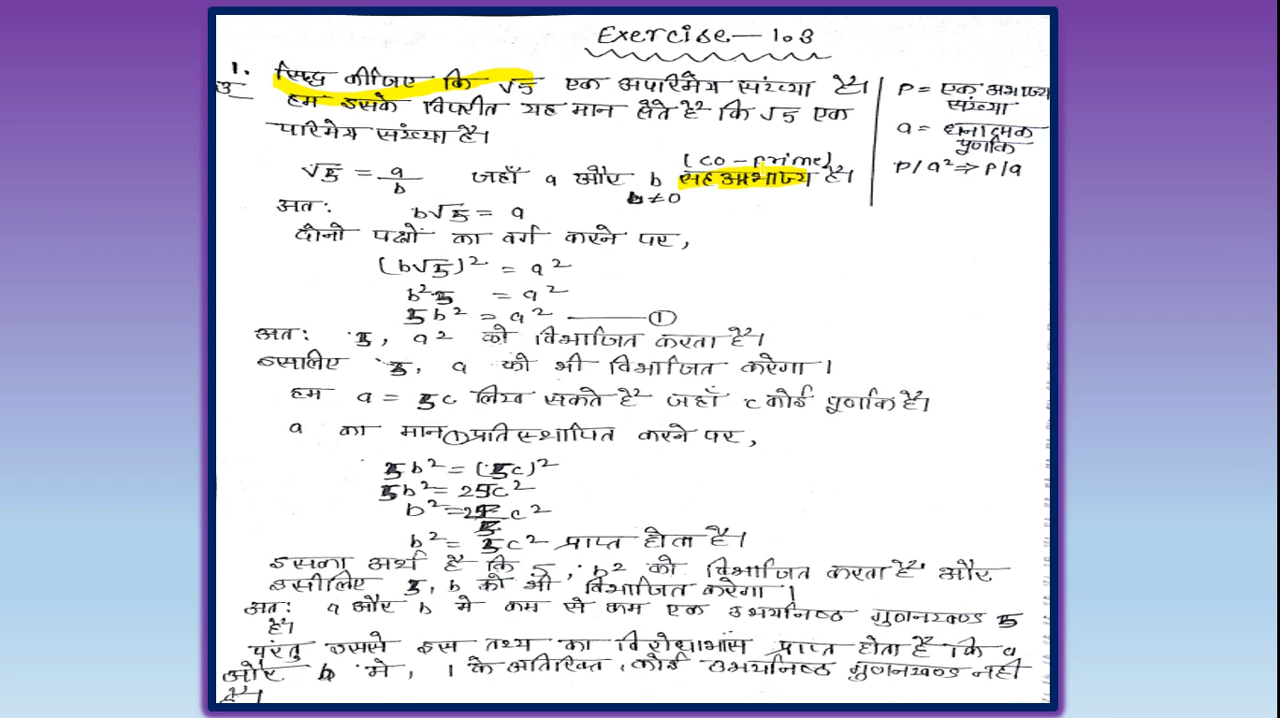 Exercise – 1.3
1. सिद्ध कीजिए कि √5 एक अपरिमेय संख्या है।
उ हम इसके विपरीत यह मान लेते है कि √5 एक
परिमेय संख्या है।
√5 = a/b जहाँ a और b सह अभाज्य है।
(co-prime)
b ≠ 0
अत: b√5 = a
दोनो पक्षों का वर्ग करने पर,
(b√5)² = a²
b²5 = a²
5b² = a² ——— ①
अत: 5, a² को विभाजित करता है।
इसलिए 5, a को भी विभाजित करेगा।
हम a = 5c लिख सकते है जहाँ c कोई पूर्णांक है।
a का मान ① प्रतिस्थापित करने पर,
5b² = (5c)²
5b² = 25c²
b² = 25/5 c²
b² = 5c² प्राप्त होता है।
इसका अर्थ है कि 5, b² को विभाजित करता है और
इसीलिए 5, b को भी विभाजित करेगा।
अत: a और b मे कम से कम एक उभयनिष्ठ गुणनखण्ड 5
है।
परंतु इससे इस तथ्य का विरोधाभास प्राप्त होता है कि a
और b मे, 1 के अतिरिक्त कोई उभयनिष्ठ गुणनखण्ड नही
है।
P = एक अभाज्य
संख्या
a = धनात्मक
पुर्णांक
P/a² ⇒ P/a